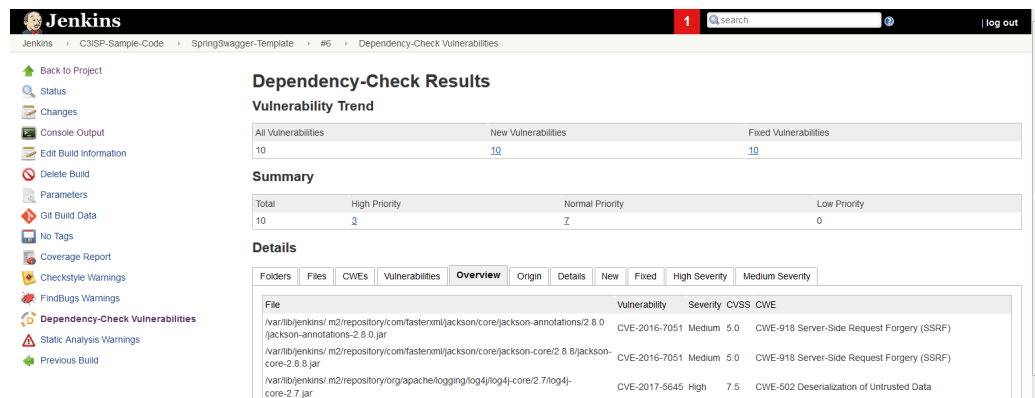 Jenkins
1
search
log out
Jenkins C3ISP-Sample-Code SpringSwagger-Template #6 Dependency-Check Vulnerabilities
Back to Project
Status
Changes
Console Output
Edit Build Information
Delete Build
Parameters
Git Build Data
No Tags
Coverage Report
Checkstyle Warnings
FindBugs Warnings
Dependency-Check Vulnerabilities
Static Analysis Warnings
Previous Build
Dependency-Check Results
Vulnerability Trend
All Vulnerabilities New Vulnerabilities Fixed Vulnerabilities
10 10 10
Summary
Total High Priority Normal Priority Low Priority
10 3 7 0
Details
Folders Files CWEs Vulnerabilities Overview Origin Details New Fixed High Severity Medium Severity
File Vulnerability Severity CVSS CWE
/var/lib/jenkins/.m2/repository/com/fasterxml/jackson/core/jackson-annotations/2.8.0
/jackson-annotations-2.8.0.jar CVE-2016-7051 Medium 5.0 CWE-918 Server-Side Request Forgery (SSRF)
/var/lib/jenkins/.m2/repository/com/fasterxml/jackson/core/jackson-core/2.8.8/jackson-
core-2.8.8.jar CVE-2016-7051 Medium 5.0 CWE-918 Server-Side Request Forgery (SSRF)
/var/lib/jenkins/.m2/repository/org/apache/logging/log4j/log4j-core/2.7/log4j-
core-2.7.jar CVE-2017-5645 High 7.5 CWE-502 Deserialization of Untrusted Data